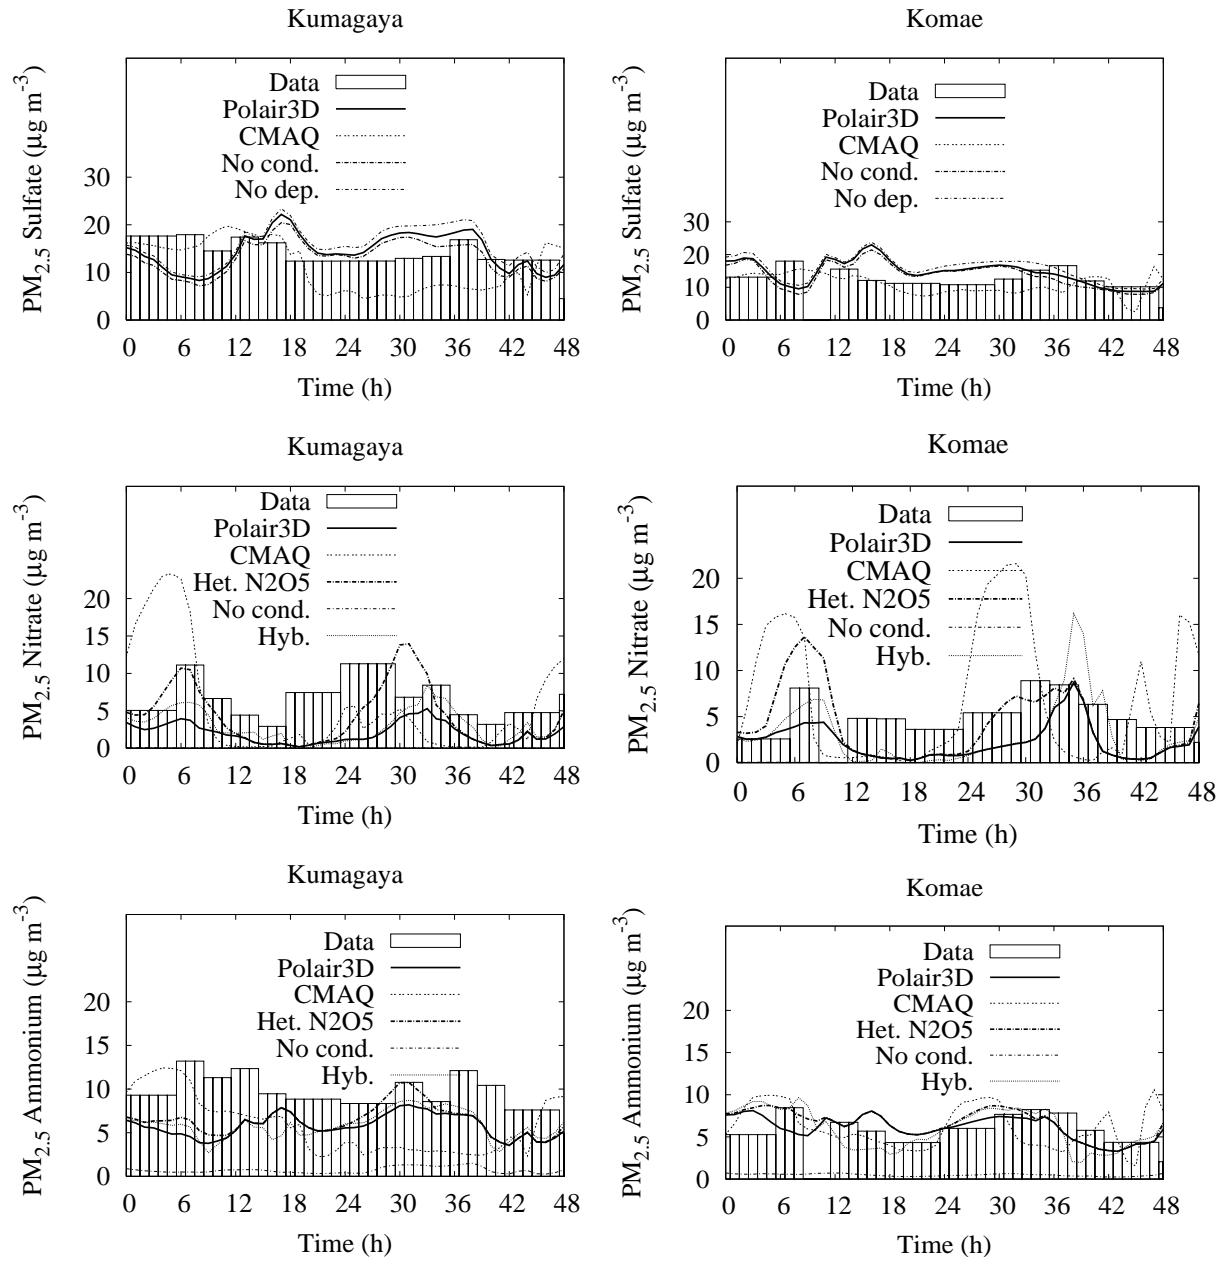 Kumagaya
PM2.5 Sulfate (μg m-3)
Data
Polair3D
CMAQ
No cond.
No dep.
30
20
10
0
0 6 12 18 24 30 36 42 48
Time (h)
Komae
PM2.5 Sulfate (μg m-3)
Data
Polair3D
CMAQ
No cond.
No dep.
30
20
10
0
0 6 12 18 24 30 36 42 48
Time (h)
Kumagaya
PM2.5 Nitrate (μg m-3)
Data
Polair3D
CMAQ
Het. N2O5
No cond.
Hyb.
20
15
10
5
0
0 6 12 18 24 30 36 42 48
Time (h)
Komae
PM2.5 Nitrate (μg m-3)
Data
Polair3D
CMAQ
Het. N2O5
No cond.
Hyb.
20
15
10
5
0
0 6 12 18 24 30 36 42 48
Time (h)
Kumagaya
PM2.5 Ammonium (μg m-3)
Data
Polair3D
CMAQ
Het. N2O5
No cond.
Hyb.
20
15
10
5
0
0 6 12 18 24 30 36 42 48
Time (h)
Komae
PM2.5 Ammonium (μg m-3)
Data
Polair3D
CMAQ
Het. N2O5
No cond.
Hyb.
20
15
10
5
0
0 6 12 18 24 30 36 42 48
Time (h)